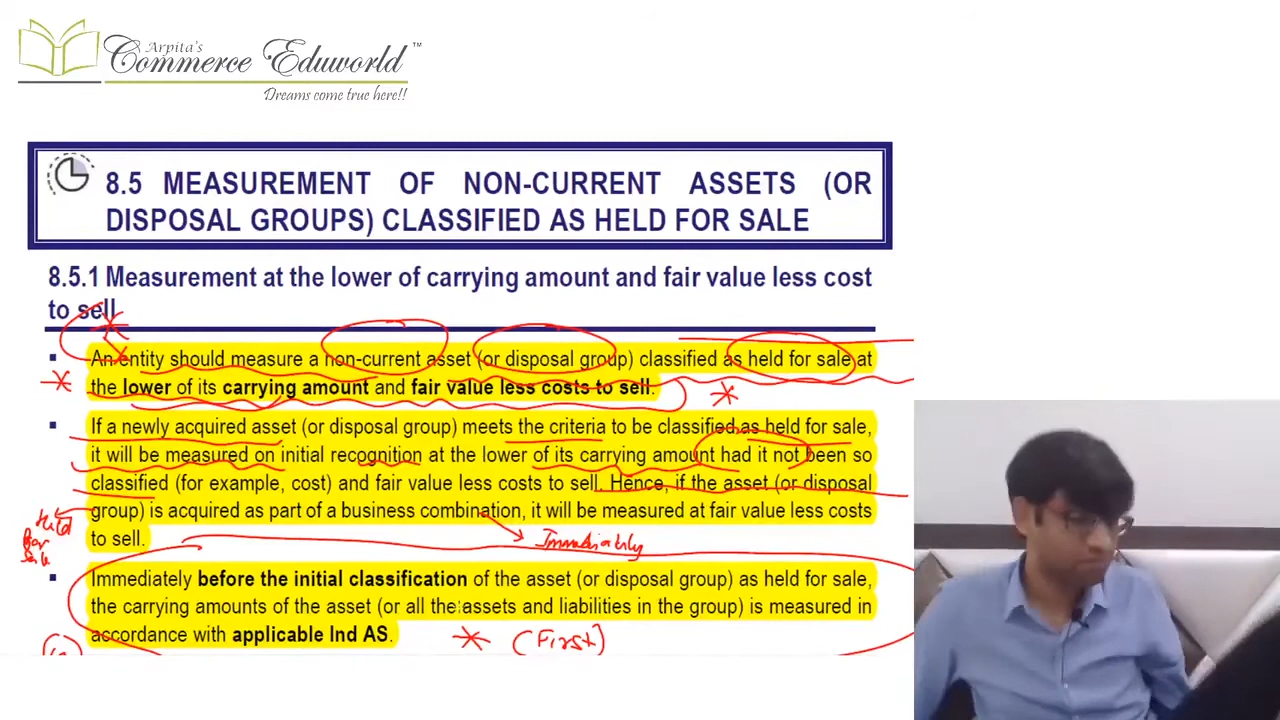 Arpita's
Commerce Eduworld™
Dreams come true here!!
8.5 MEASUREMENT OF NON-CURRENT ASSETS (OR
DISPOSAL GROUPS) CLASSIFIED AS HELD FOR SALE
8.5.1 Measurement at the lower of carrying amount and fair value less cost
to sell
▪ An entity should measure a non-current asset (or disposal group) classified as held for sale at
the lower of its carrying amount and fair value less costs to sell.
▪ If a newly acquired asset (or disposal group) meets the criteria to be classified as held for sale,
it will be measured on initial recognition at the lower of its carrying amount had it not been so
classified (for example, cost) and fair value less costs to sell. Hence, if the asset (or disposal
group) is acquired as part of a business combination, it will be measured at fair value less costs
to sell.
Held
For
Sale
Immediately
▪ Immediately before the initial classification of the asset (or disposal group) as held for sale,
the carrying amounts of the asset (or all the assets and liabilities in the group) is measured in
accordance with applicable Ind AS.
(First)